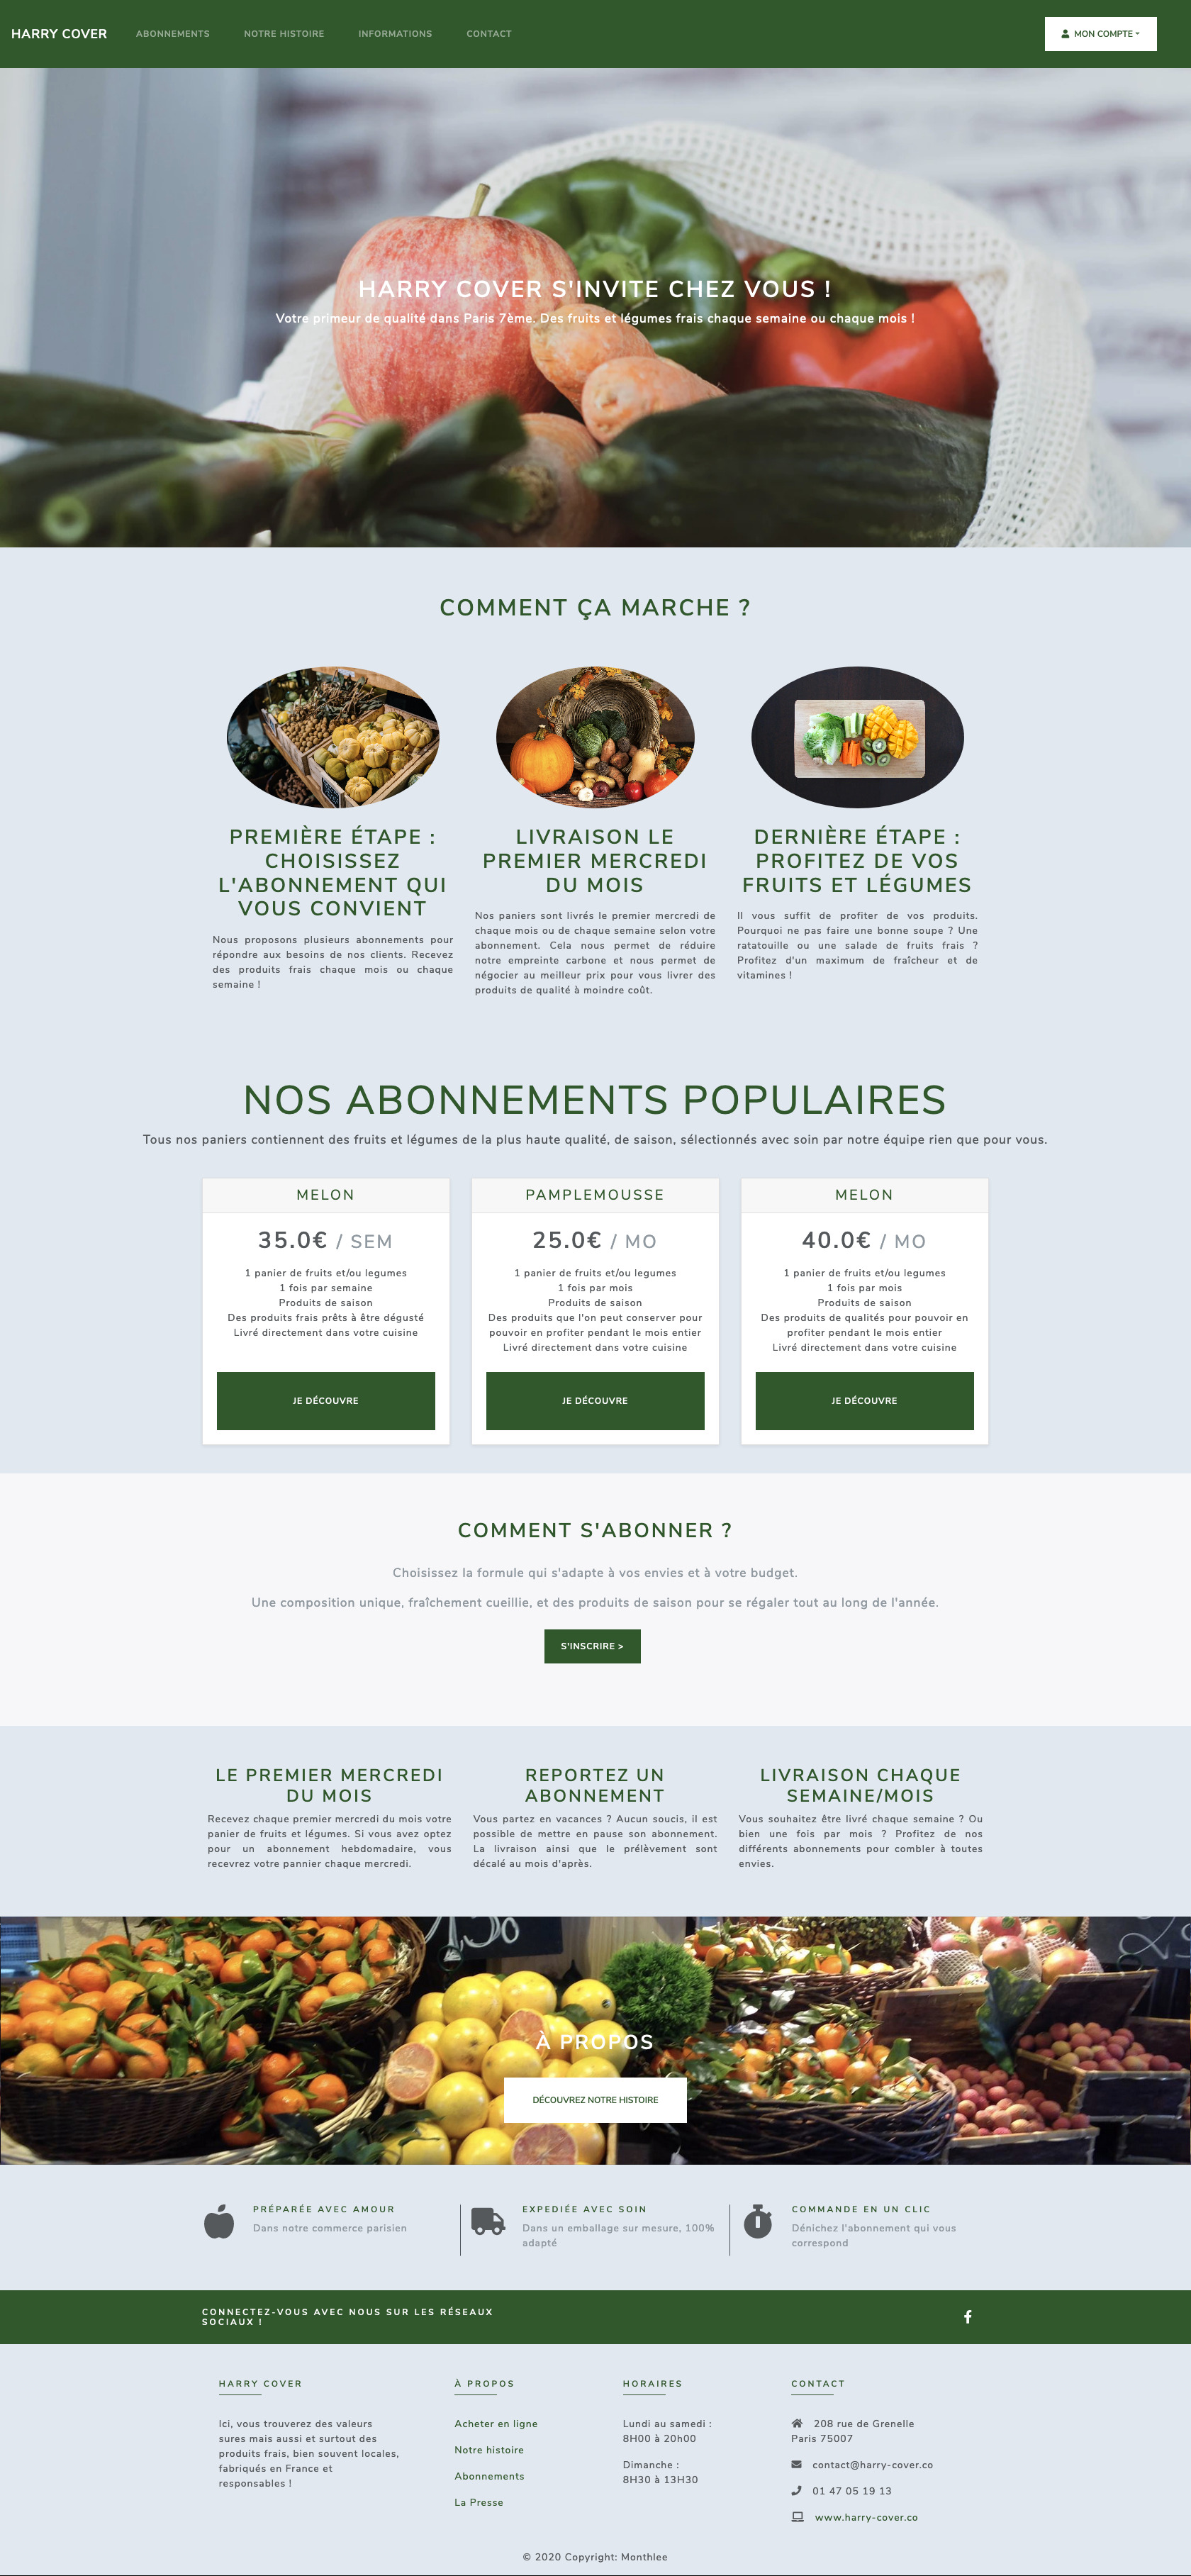 HARRY COVER ABONNEMENTS NOTRE HISTOIRE INFORMATIONS CONTACT MON COMPTE
HARRY COVER S'INVITE CHEZ VOUS !
Votre primeur de qualité dans Paris 7ème. Des fruits et légumes frais chaque semaine ou chaque mois !
COMMENT ÇA MARCHE ?
PREMIÈRE ÉTAPE :
CHOISISSEZ
L'ABONNEMENT QUI
VOUS CONVIENT
Nous proposons plusieurs abonnements pour
répondre aux besoins de nos clients. Recevez
des produits frais chaque mois ou chaque
semaine !
LIVRAISON LE
PREMIER MERCREDI
DU MOIS
Nos paniers sont livrés le premier mercredi de
chaque mois ou de chaque semaine selon votre
abonnement. Cela nous permet de réduire
notre empreinte carbone et nous permet de
négocier au meilleur prix pour vous livrer des
produits de qualité à moindre coût.
DERNIÈRE ÉTAPE :
PROFITEZ DE VOS
FRUITS ET LÉGUMES
Il vous suffit de profiter de vos produits.
Pourquoi ne pas faire une bonne soupe ? Une
ratatouille ou une salade de fruits frais ?
Profitez d'un maximum de fraîcheur et de
vitamines !
NOS ABONNEMENTS POPULAIRES
Tous nos paniers contiennent des fruits et légumes de la plus haute qualité, de saison, sélectionnés avec soin par notre équipe rien que pour vous.
MELON
35.0€ / SEM
1 panier de fruits et/ou legumes
1 fois par semaine
Produits de saison
Des produits frais prêts à être dégusté
Livré directement dans votre cuisine
JE DÉCOUVRE
PAMPLEMOUSSE
25.0€ / MO
1 panier de fruits et/ou legumes
1 fois par mois
Produits de saison
Des produits que l'on peut conserver pour
pouvoir en profiter pendant le mois entier
Livré directement dans votre cuisine
JE DÉCOUVRE
MELON
40.0€ / MO
1 panier de fruits et/ou legumes
1 fois par mois
Produits de saison
Des produits de qualités pour pouvoir en
profiter pendant le mois entier
Livré directement dans votre cuisine
JE DÉCOUVRE
COMMENT S'ABONNER ?
Choisissez la formule qui s'adapte à vos envies et à votre budget.
Une composition unique, fraîchement cueillie, et des produits de saison pour se régaler tout au long de l'année.
S'INSCRIRE >
LE PREMIER MERCREDI
DU MOIS
Recevez chaque premier mercredi du mois votre
panier de fruits et légumes. Si vous avez optez
pour un abonnement hebdomadaire, vous
recevrez votre pannier chaque mercredi.
REPORTEZ UN
ABONNEMENT
Vous partez en vacances ? Aucun soucis, il est
possible de mettre en pause son abonnement.
La livraison ainsi que le prélèvement sont
décalé au mois d'après.
LIVRAISON CHAQUE
SEMAINE/MOIS
Vous souhaitez être livré chaque semaine ? Ou
bien une fois par mois ? Profitez de nos
différents abonnements pour combler à toutes
envies.
À PROPOS
DÉCOUVREZ NOTRE HISTOIRE
PRÉPARÉE AVEC AMOUR
Dans notre commerce parisien
EXPEDIÉE AVEC SOIN
Dans un emballage sur mesure, 100%
adapté
COMMANDE EN UN CLIC
Dénichez l'abonnement qui vous
correspond
CONNECTEZ-VOUS AVEC NOUS SUR LES RÉSEAUX
SOCIAUX !
HARRY COVER
Ici, vous trouverez des valeurs
sures mais aussi et surtout des
produits frais, bien souvent locales,
fabriqués en France et
responsables !
À PROPOS
Acheter en ligne
Notre histoire
Abonnements
La Presse
HORAIRES
Lundi au samedi :
8H00 à 20h00
Dimanche :
8H30 à 13H30
CONTACT
208 rue de Grenelle
Paris 75007
contact@harry-cover.co
01 47 05 19 13
www.harry-cover.co
© 2020 Copyright: Monthlee